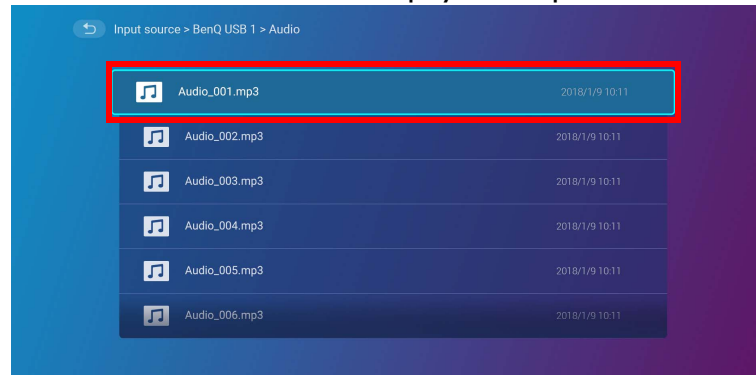 Input source > BenQ USB 1 > Audio
Audio_001.mp3 2018/1/9 10:11
Audio_002.mp3 2018/1/9 10:11
Audio_003.mp3 2018/1/9 10:11
Audio_004.mp3 2018/1/9 10:11
Audio_005.mp3 2018/1/9 10:11
Audio_006.mp3 2018/1/9 10:11